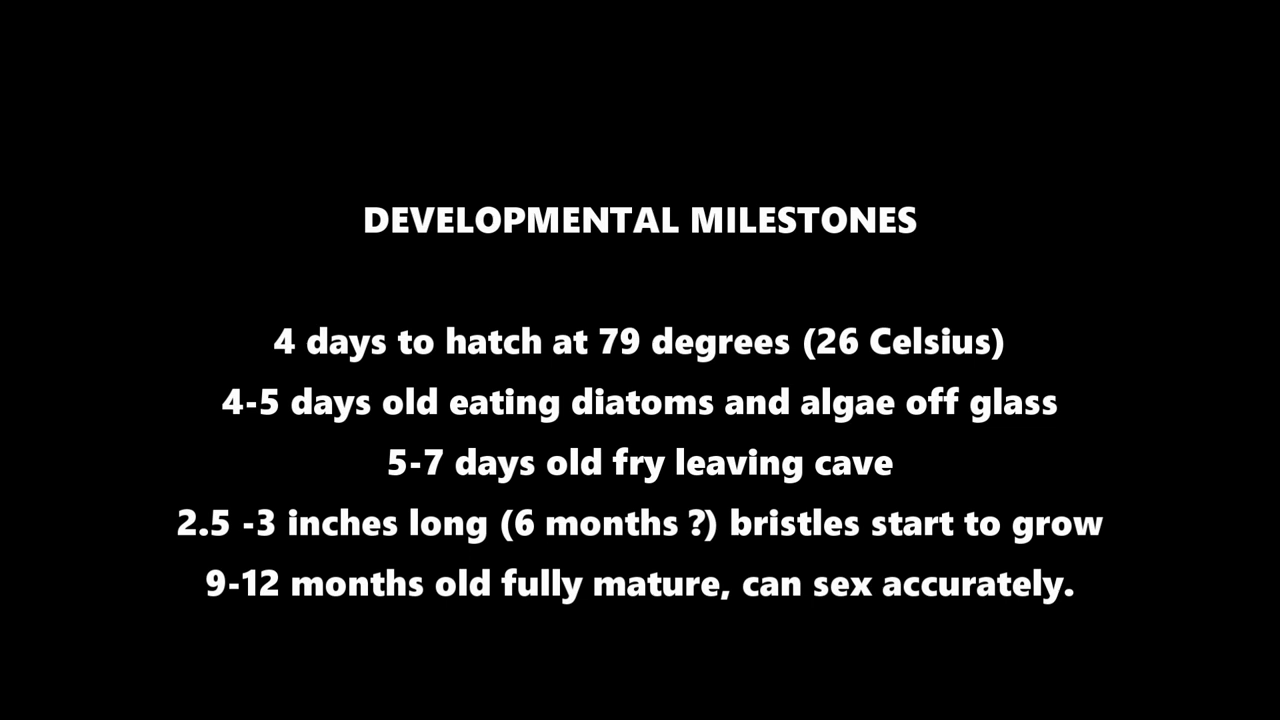 DEVELOPMENTAL MILESTONES
4 days to hatch at 79 degrees (26 Celsius)
4-5 days old eating diatoms and algae off glass
5-7 days old fry leaving cave
2.5 -3 inches long (6 months ?) bristles start to grow
9-12 months old fully mature, can sex accurately.